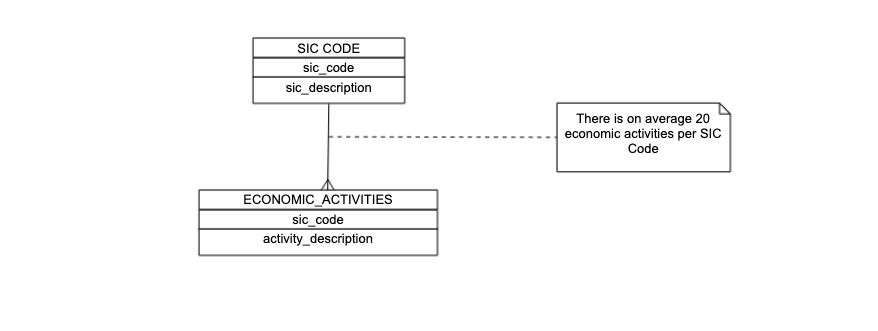 SIC CODE
sic_code
sic_description
There is on average 20
economic activities per SIC
Code
ECONOMIC_ACTIVITIES
sic_code
activity_description